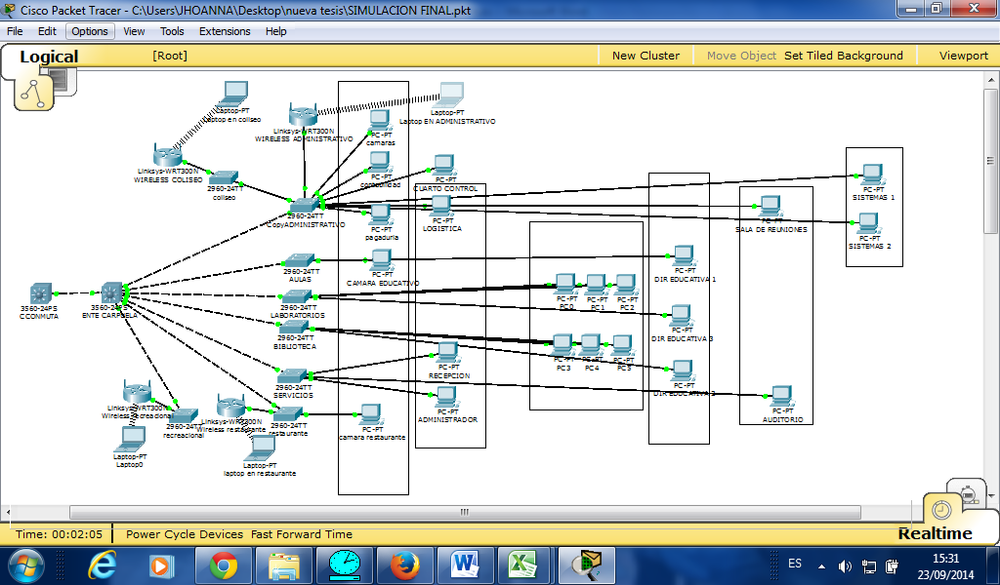 Cisco Packet Tracer - C:\Users\JHOANNA\Desktop\nueva tesis\SIMULACION FINAL.pkt
File Edit Options View Tools Extensions Help
Logical [Root] New Cluster Move Object Set Tiled Background Viewport
Laptop-PT
Laptop en coliseo
Linksys-WRT300N
WIRELESS ADMINISTRATIVO
Laptop-PT
Laptop EN ADMINISTRATIVO
PC-PT
camaras
Linksys-WRT300N
WIRELESS COLISEO
2960-24TT
coliseo
PC-PT
contabilidad
PC-PT
CUARTO CONTROL
2960-24TT
CopyADMINISTRATIVO
PC-PT
pagaduria
PC-PT
LOGISTICA
PC-PT
SALA DE REUNIONES
PC-PT
SISTEMAS 1
PC-PT
SISTEMAS 2
2960-24TT
AULAS
PC-PT
CAMARA EDUCATIVO
PC-PT
DIR EDUCATIVA 1
3560-24PS
CCONMUTA
3560-24PS
ENTE CARPUELA
2960-24TT
LABORATORIOS
PC-PT
PC0
PC-PT
PC1
PC-PT
PC2
PC-PT
DIR EDUCATIVA 3
2960-24TT
BIBLIOTECA
PC-PT
PC3
PC-PT
PC4
PC-PT
PC5
PC-PT
DIR EDUCATIVA 3
PC-PT
RECEPCION
2960-24TT
SERVICIOS
PC-PT
ADMINISTRADOR
PC-PT
AUDITORIO
Linksys-WRT300N
Wireless recreacional
2960-24TT
recreacional
Linksys-WRT300N
Wireless restaurante
2960-24TT
restaurante
PC-PT
camara restaurante
Laptop-PT
Laptop0
Laptop-PT
laptop en restaurante
Time: 00:02:05 Power Cycle Devices Fast Forward Time Realtime
ES 15:31
23/09/2014